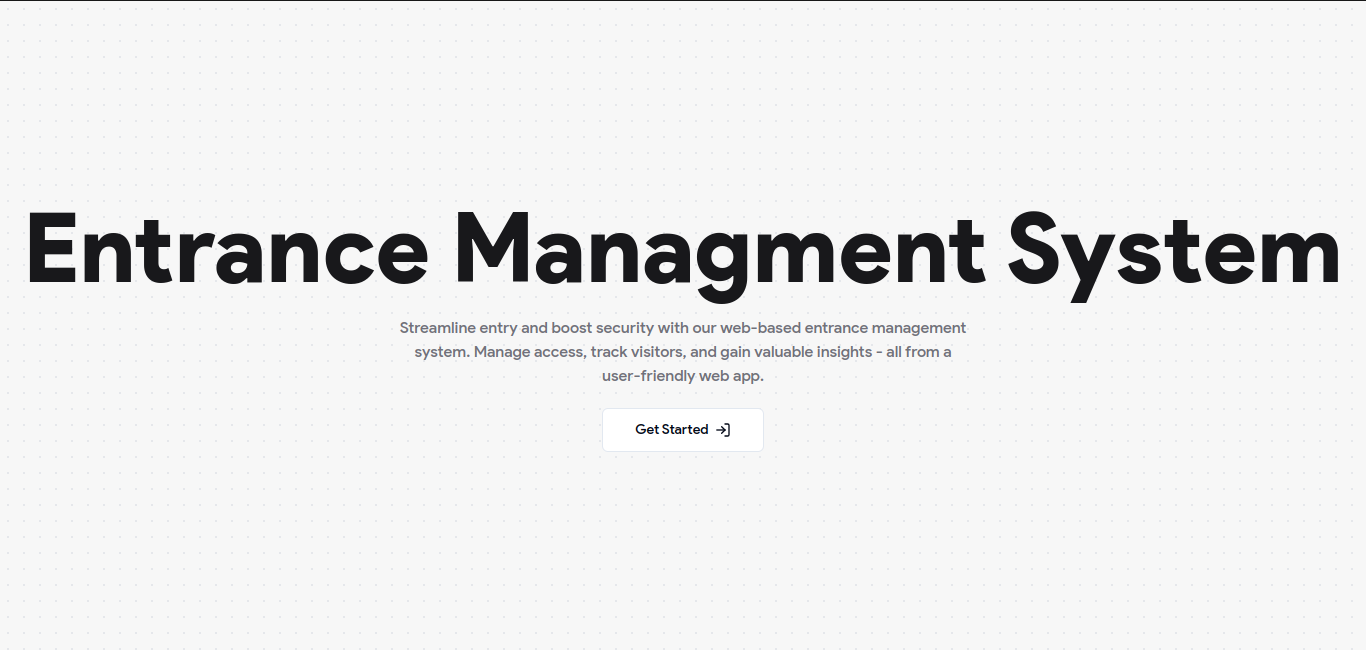 Entrance Managment System
Streamline entry and boost security with our web-based entrance management
system. Manage access, track visitors, and gain valuable insights - all from a
user-friendly web app.
Get Started